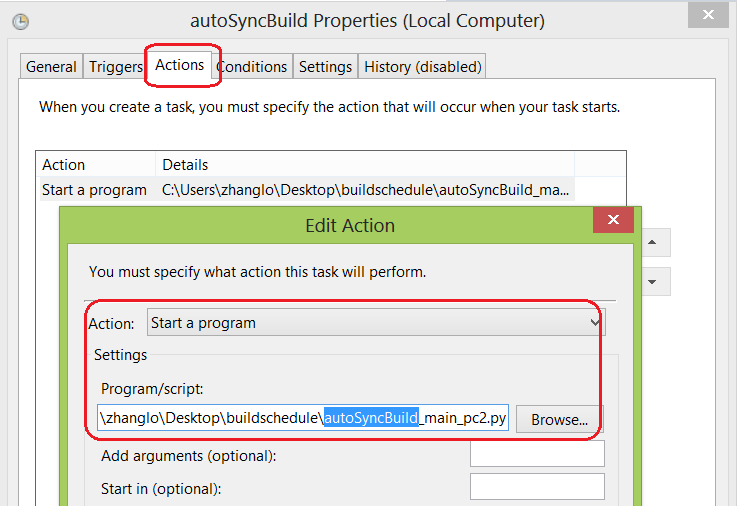 autoSyncBuild Properties (Local Computer)
General Triggers Actions Conditions Settings History (disabled)
When you create a task, you must specify the action that will occur when your task starts.
Action Details
Start a program C:\Users\zhanglo\Desktop\buildschedule\autoSyncBuild_ma...
Edit Action
You must specify what action this task will perform.
Action: Start a program
Settings
Program/script:
\zhanglo\Desktop\buildschedule\autoSyncBuild_main_pc2.py Browse...
Add arguments (optional):
Start in (optional):